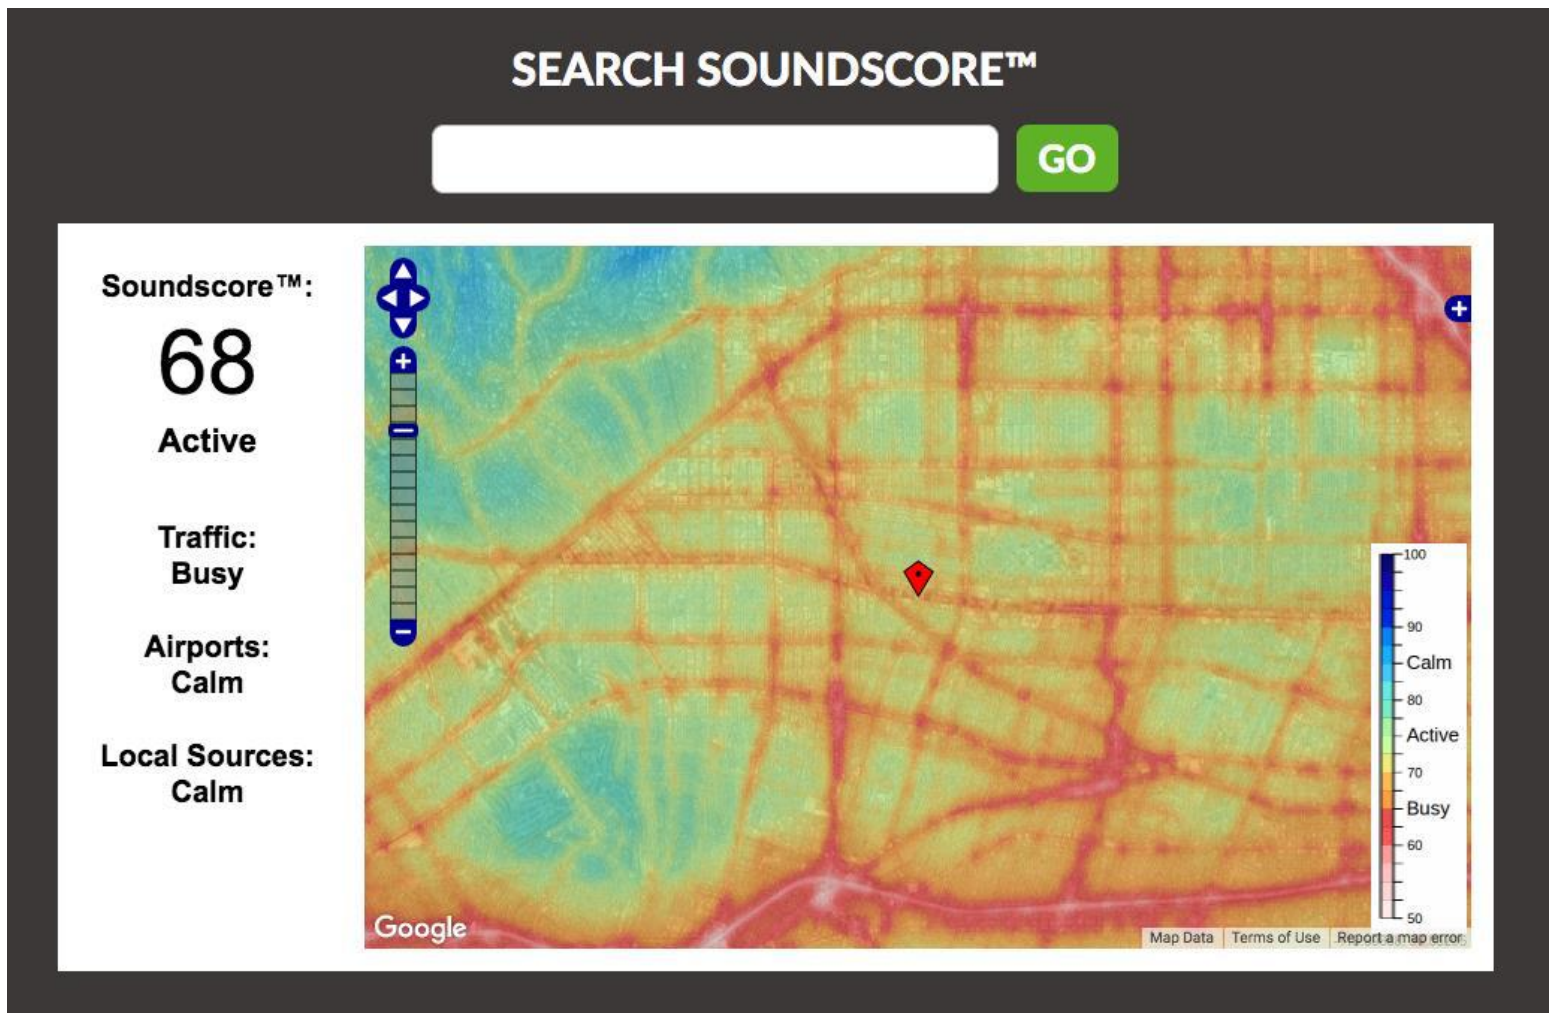 SEARCH SOUNDSCORE™
GO
Soundscore™:
68
Active
Traffic:
Busy
Airports:
Calm
Local Sources:
Calm
100
90
Calm
80
Active
70
Busy
60
50
Google
Map Data
Terms of Use
Report a map error